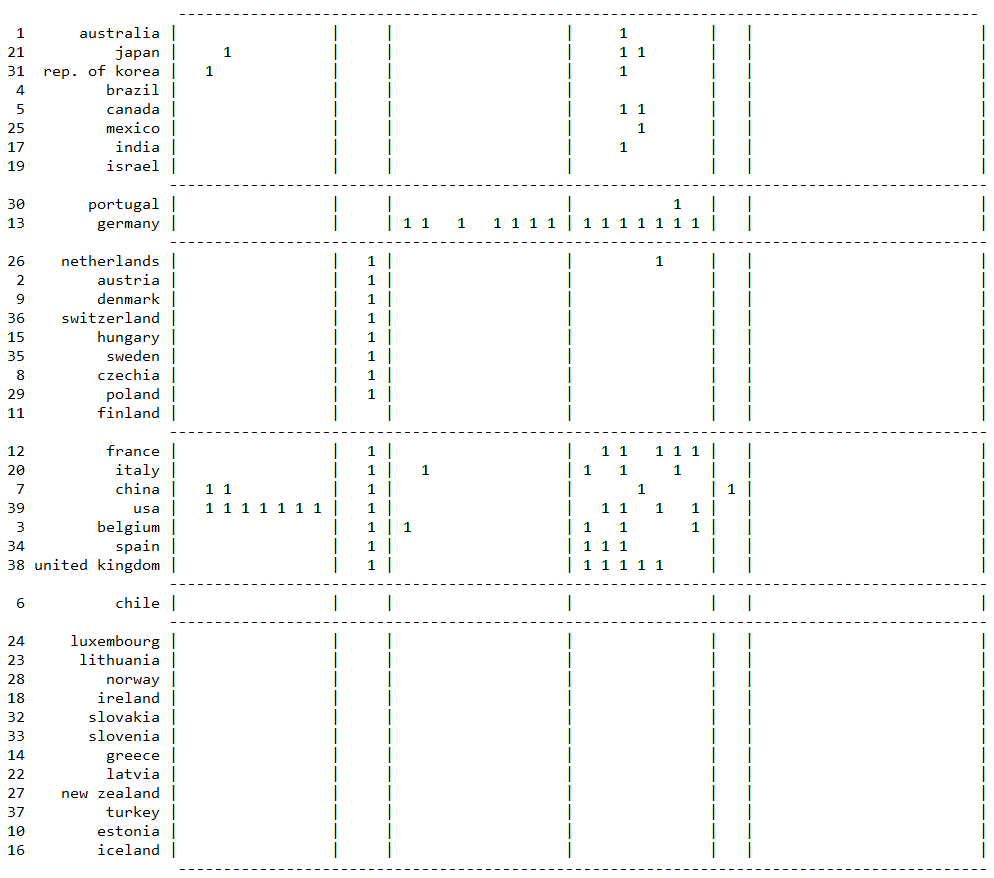 -----------------------------------------------------------------------------------------
 1      australia |                 |     |                   |     1         |   |                         |
21          japan |     1           |     |                   |     1 1       |   |                         |
31  rep. of korea |   1             |     |                   |     1         |   |                         |
 4         brazil |                 |     |                   |               |   |                         |
 5         canada |                 |     |                   |     1 1       |   |                         |
25         mexico |                 |     |                   |       1       |   |                         |
17          india |                 |     |                   |     1         |   |                         |
19         israel |                 |     |                   |               |   |                         |
-------------------------------------------------------------------------------------------
30       portugal |                 |     |                   |           1   |   |                         |
13        germany |                 |     | 1 1   1   1 1 1 1 | 1 1 1 1 1 1 1 |   |                         |
-------------------------------------------------------------------------------------------
26    netherlands |                 |   1 |                   |         1     |   |                         |
 2        austria |                 |   1 |                   |               |   |                         |
 9        denmark |                 |   1 |                   |               |   |                         |
36    switzerland |                 |   1 |                   |               |   |                         |
15        hungary |                 |   1 |                   |               |   |                         |
35         sweden |                 |   1 |                   |               |   |                         |
 8        czechia |                 |   1 |                   |               |   |                         |
29         poland |                 |   1 |                   |               |   |                         |
11        finland |                 |     |                   |               |   |                         |
-------------------------------------------------------------------------------------------
12         france |                 |   1 |                   |   1 1   1 1 1 |   |                         |
20          italy |                 |   1 |   1               | 1   1     1   |   |                         |
 7          china |   1 1           |   1 |                   |       1       | 1 |                         |
39            usa |   1 1 1 1 1 1 1 |   1 |                   |   1 1   1   1 |   |                         |
 3        belgium |                 |   1 | 1                 | 1   1       1 |   |                         |
34          spain |                 |   1 |                   | 1 1 1         |   |                         |
38 united kingdom |                 |   1 |                   | 1 1 1 1 1     |   |                         |
-------------------------------------------------------------------------------------------
 6          chile |                 |     |                   |               |   |                         |
-------------------------------------------------------------------------------------------
24     luxembourg |                 |     |                   |               |   |                         |
23      lithuania |                 |     |                   |               |   |                         |
28         norway |                 |     |                   |               |   |                         |
18        ireland |                 |     |                   |               |   |                         |
32       slovakia |                 |     |                   |               |   |                         |
33       slovenia |                 |     |                   |               |   |                         |
14         greece |                 |     |                   |               |   |                         |
22         latvia |                 |     |                   |               |   |                         |
27    new zealand |                 |     |                   |               |   |                         |
37         turkey |                 |     |                   |               |   |                         |
10        estonia |                 |     |                   |               |   |                         |
16        iceland |                 |     |                   |               |   |                         |
------------------------------------------------------------------------------------------